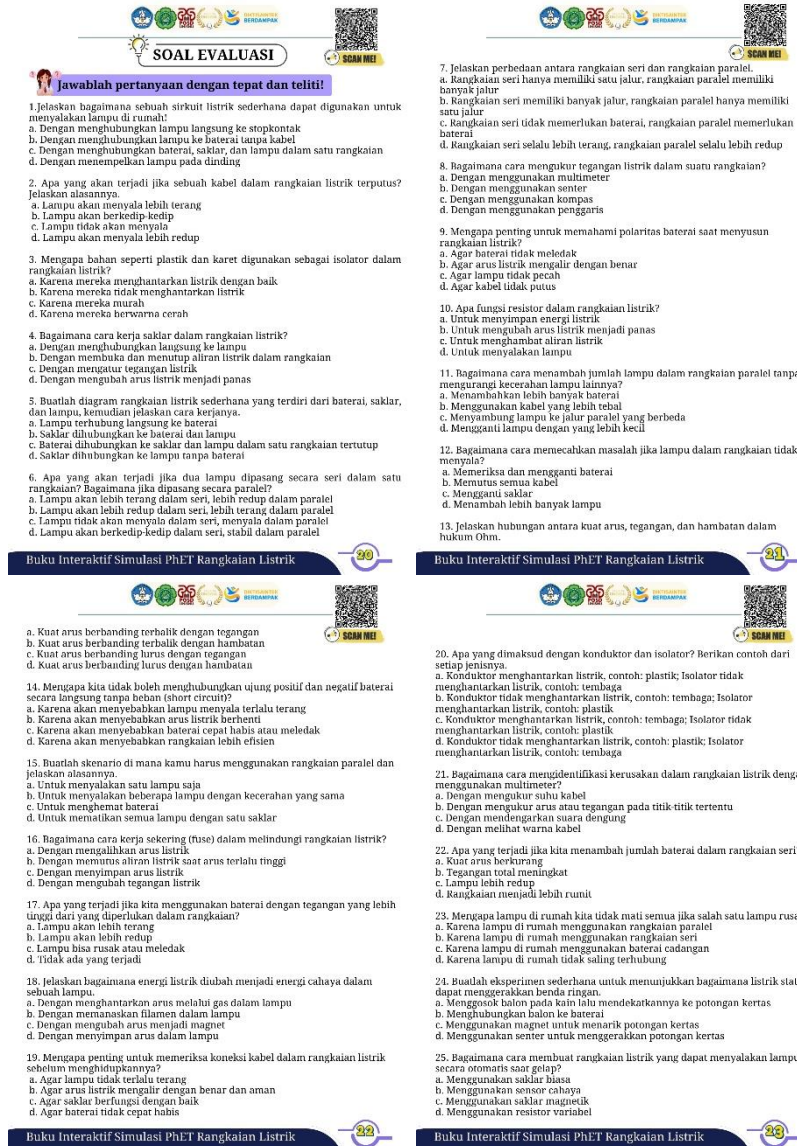 DIKTISAINTEK
BERDAMPAK
SOAL EVALUASI
SCAN ME!
Jawablah pertanyaan dengan tepat dan teliti!
1.Jelaskan bagaimana sebuah sirkuit listrik sederhana dapat digunakan untuk
menyalakan lampu di rumah!
a. Dengan menghubungkan lampu langsung ke stopkontak
b. Dengan menghubungkan lampu ke baterai tanpa kabel
c. Dengan menghubungkan baterai, saklar, dan lampu dalam satu rangkaian
d. Dengan menempelkan lampu pada dinding
2. Apa yang akan terjadi jika sebuah kabel dalam rangkaian listrik terputus?
Jelaskan alasannya.
a. Lampu akan menyala lebih terang
b. Lampu akan berkedip-kedip
c. Lampu tidak akan menyala
d. Lampu akan menyala lebih redup
3. Mengapa bahan seperti plastik dan karet digunakan sebagai isolator dalam
rangkaian listrik?
a. Karena mereka menghantarkan listrik dengan baik
b. Karena mereka tidak menghantarkan listrik
c. Karena mereka murah
d. Karena mereka berwarna cerah
4. Bagaimana cara kerja saklar dalam rangkaian listrik?
a. Dengan menghubungkan langsung ke lampu
b. Dengan membuka dan menutup aliran listrik dalam rangkaian
c. Dengan mengatur tegangan listrik
d. Dengan mengubah arus listrik menjadi panas
5. Buatlah diagram rangkaian listrik sederhana yang terdiri dari baterai, saklar,
dan lampu, kemudian jelaskan cara kerjanya.
a. Lampu terhubung langsung ke baterai
b. Saklar dihubungkan ke baterai dan lampu
c. Baterai dihubungkan ke saklar dan lampu dalam satu rangkaian tertutup
d. Saklar dihubungkan ke lampu tanpa baterai
6. Apa yang akan terjadi jika dua lampu dipasang secara seri dalam satu
rangkaian? Bagaimana jika dipasang secara paralel?
a. Lampu akan lebih terang dalam seri, lebih redup dalam paralel
b. Lampu akan lebih redup dalam seri, lebih terang dalam paralel
c. Lampu tidak akan menyala dalam seri, menyala dalam paralel
d. Lampu akan berkedip-kedip dalam seri, stabil dalam paralel
Buku Interaktif Simulasi PhET Rangkaian Listrik
20
DIKTISAINTEK
BERDAMPAK
SCAN ME!
7. Jelaskan perbedaan antara rangkaian seri dan rangkaian paralel.
a. Rangkaian seri hanya memiliki satu jalur, rangkaian paralel memiliki
banyak jalur
b. Rangkaian seri memiliki banyak jalur, rangkaian paralel hanya memiliki
satu jalur
c. Rangkaian seri tidak memerlukan baterai, rangkaian paralel memerlukan
baterai
d. Rangkaian seri selalu lebih terang, rangkaian paralel selalu lebih redup
8. Bagaimana cara mengukur tegangan listrik dalam suatu rangkaian?
a. Dengan menggunakan multimeter
b. Dengan menggunakan senter
c. Dengan menggunakan kompas
d. Dengan menggunakan penggaris
9. Mengapa penting untuk memahami polaritas baterai saat menyusun
rangkaian listrik?
a. Agar baterai tidak meledak
b. Agar arus listrik mengalir dengan benar
c. Agar lampu tidak pecah
d. Agar kabel tidak putus
10. Apa fungsi resistor dalam rangkaian listrik?
a. Untuk menyimpan energi listrik
b. Untuk mengubah arus listrik menjadi panas
c. Untuk menghambat aliran listrik
d. Untuk menyalakan lampu
11. Bagaimana cara menambah jumlah lampu dalam rangkaian paralel tanpa
mengurangi kecerahan lampu lainnya?
a. Menambahkan lebih banyak baterai
b. Menggunakan kabel yang lebih tebal
c. Menyambung lampu ke jalur paralel yang berbeda
d. Mengganti lampu dengan yang lebih kecil
12. Bagaimana cara memecahkan masalah jika lampu dalam rangkaian tidak
menyala?
a. Memeriksa dan mengganti baterai
b. Memutus semua kabel
c. Mengganti saklar
d. Menambah lebih banyak lampu
13. Jelaskan hubungan antara kuat arus, tegangan, dan hambatan dalam
hukum Ohm.
Buku Interaktif Simulasi PhET Rangkaian Listrik
21
DIKTISAINTEK
BERDAMPAK
SCAN ME!
a. Kuat arus berbanding terbalik dengan tegangan
b. Kuat arus berbanding terbalik dengan hambatan
c. Kuat arus berbanding lurus dengan tegangan
d. Kuat arus berbanding lurus dengan hambatan
14. Mengapa kita tidak boleh menghubungkan ujung positif dan negatif baterai
secara langsung tanpa beban (short circuit)?
a. Karena akan menyebabkan lampu menyala terlalu terang
b. Karena akan menyebabkan arus listrik berhenti
c. Karena akan menyebabkan baterai cepat habis atau meledak
d. Karena akan menyebabkan rangkaian lebih efisien
15. Buatlah skenario di mana kamu harus menggunakan rangkaian paralel dan
jelaskan alasannya.
a. Untuk menyalakan satu lampu saja
b. Untuk menyalakan beberapa lampu dengan kecerahan yang sama
c. Untuk menghemat baterai
d. Untuk mematikan semua lampu dengan satu saklar
16. Bagaimana cara kerja sekering (fuse) dalam melindungi rangkaian listrik?
a. Dengan mengalihkan arus listrik
b. Dengan memutus aliran listrik saat arus terlalu tinggi
c. Dengan menyimpan arus listrik
d. Dengan mengubah tegangan listrik
17. Apa yang terjadi jika kita menggunakan baterai dengan tegangan yang lebih
tinggi dari yang diperlukan dalam rangkaian?
a. Lampu akan lebih terang
b. Lampu akan lebih redup
c. Lampu bisa rusak atau meledak
d. Tidak ada yang terjadi
18. Jelaskan bagaimana energi listrik diubah menjadi energi cahaya dalam
sebuah lampu.
a. Dengan menghantarkan arus melalui gas dalam lampu
b. Dengan memanaskan filamen dalam lampu
c. Dengan mengubah arus menjadi magnet
d. Dengan menyimpan arus dalam lampu
19. Mengapa penting untuk memeriksa koneksi kabel dalam rangkaian listrik
sebelum menghidupkannya?
a. Agar lampu tidak terlalu terang
b. Agar arus listrik mengalir dengan benar dan aman
c. Agar saklar berfungsi dengan baik
d. Agar baterai tidak cepat habis
Buku Interaktif Simulasi PhET Rangkaian Listrik
22
DIKTISAINTEK
BERDAMPAK
SCAN ME!
20. Apa yang dimaksud dengan konduktor dan isolator? Berikan contoh dari
setiap jenisnya.
a. Konduktor menghantarkan listrik, contoh: plastik; Isolator tidak
menghantarkan listrik, contoh: tembaga
b. Konduktor tidak menghantarkan listrik, contoh: tembaga; Isolator
menghantarkan listrik, contoh: plastik
c. Konduktor menghantarkan listrik, contoh: tembaga; Isolator tidak
menghantarkan listrik, contoh: plastik
d. Konduktor tidak menghantarkan listrik, contoh: plastik; Isolator
menghantarkan listrik, contoh: tembaga
21. Bagaimana cara mengidentifikasi kerusakan dalam rangkaian listrik denga
menggunakan multimeter?
a. Dengan mengukur suhu kabel
b. Dengan mengukur arus atau tegangan pada titik-titik tertentu
c. Dengan mendengarkan suara dengung
d. Dengan melihat warna kabel
22. Apa yang terjadi jika kita menambah jumlah baterai dalam rangkaian seri
a. Kuat arus berkurang
b. Tegangan total meningkat
c. Lampu lebih redup
d. Rangkaian menjadi lebih rumit
23. Mengapa lampu di rumah kita tidak mati semua jika salah satu lampu rusa
a. Karena lampu di rumah menggunakan rangkaian paralel
b. Karena lampu di rumah menggunakan rangkaian seri
c. Karena lampu di rumah menggunakan baterai cadangan
d. Karena lampu di rumah tidak saling terhubung
24. Buatlah eksperimen sederhana untuk menunjukkan bagaimana listrik stat
dapat menggerakkan benda ringan.
a. Menggosok balon pada kain lalu mendekatkannya ke potongan kertas
b. Menghubungkan balon ke baterai
c. Menggunakan magnet untuk menarik potongan kertas
d. Menggunakan senter untuk menggerakkan potongan kertas
25. Bagaimana cara membuat rangkaian listrik yang dapat menyalakan lampu
secara otomatis saat gelap?
a. Menggunakan saklar biasa
b. Menggunakan sensor cahaya
c. Menggunakan saklar magnetik
d. Menggunakan resistor variabel
Buku Interaktif Simulasi PhET Rangkaian Listrik
23